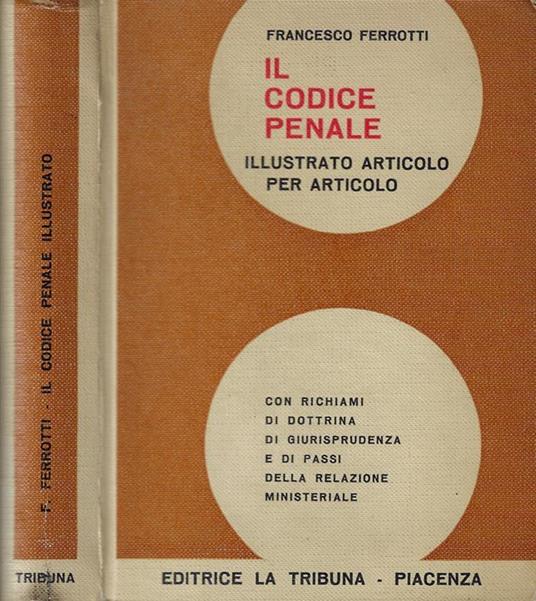 F. FERROTTI - IL CODICE PENALE ILLUSTRATO
TRIBUNA
FRANCESCO FERROTTI
IL
CODICE
PENALE
ILLUSTRATO ARTICOLO
PER ARTICOLO
CON RICHIAMI
DI DOTTRINA
DI GIURISPRUDENZA
E DI PASSI
DELLA RELAZIONE
MINISTERIALE
EDITRICE LA TRIBUNA - PIACENZA